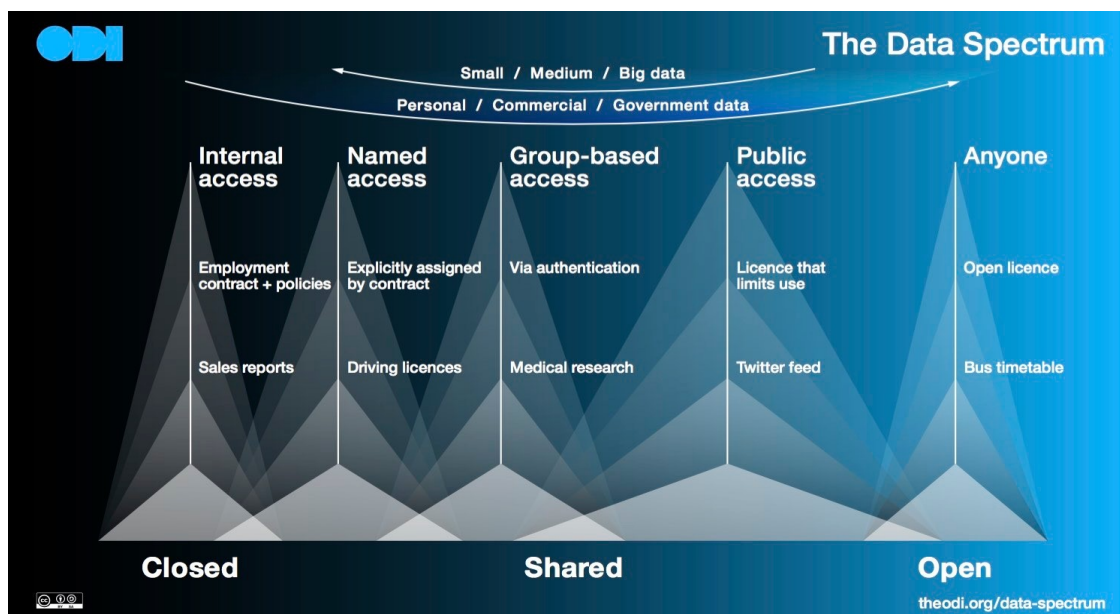 ODI
The Data Spectrum
Small / Medium / Big data
Personal / Commercial / Government data
Internal
access
Named
access
Group-based
access
Public
access
Anyone
Employment
contract + policies
Explicitly assigned
by contract
Via authentication
Licence that
limits use
Open licence
Sales reports
Driving licences
Medical research
Twitter feed
Bus timetable
Closed
Shared
Open
theodi.org/data-spectrum